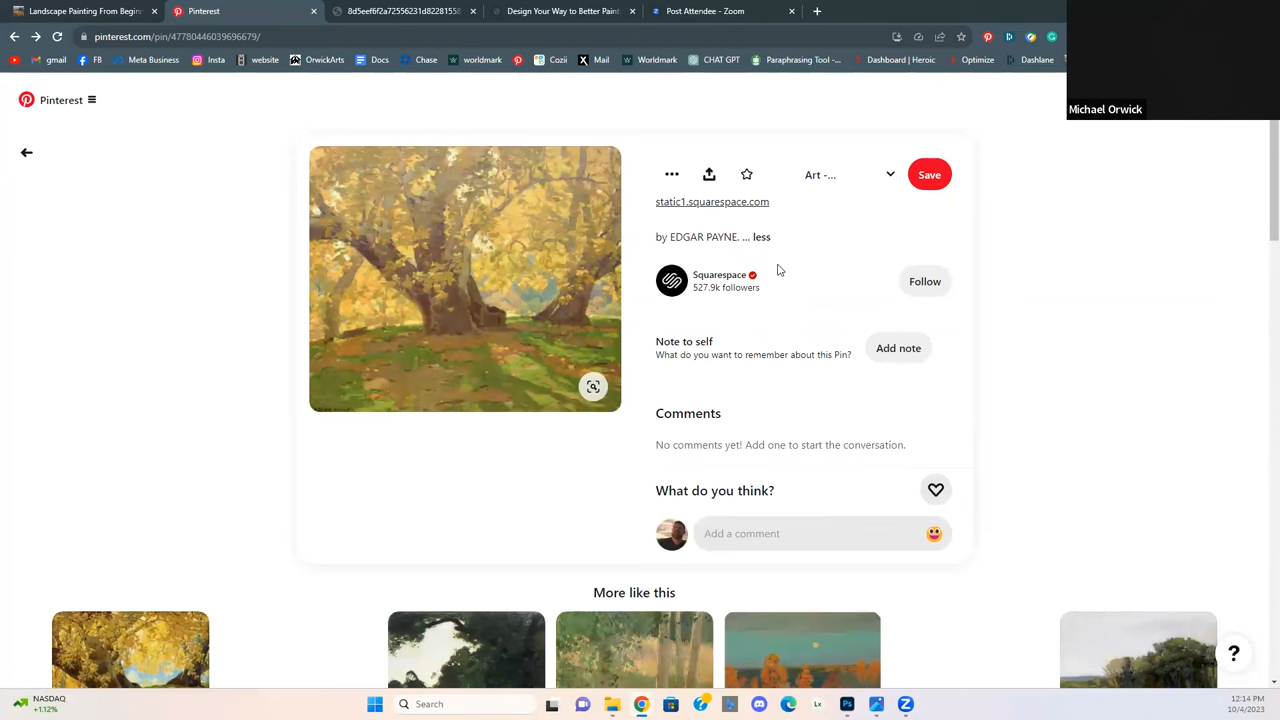 Landscape Painting From Beginn
Pinterest
8d5eef6f2a72556231d8228155
Design Your Way to Better Painti
Post Attendee - Zoom
pinterest.com/pin/47780446039696679/
gmail
FB
Meta Business
Insta
website
OrwickArts
Docs
Chase
worldmark
Cozii
Mail
Worldmark
CHAT GPT
Paraphrasing Tool -...
Dashboard | Heroic
Optimize
Dashlane
Michael Orwick
Pinterest
Art -...
Save
static1.squarespace.com
by EDGAR PAYNE. ... less
Squarespace
527.9k followers
Follow
Note to self
What do you want to remember about this Pin?
Add note
Comments
No comments yet! Add one to start the conversation.
What do you think?
Add a comment
More like this
?
NASDAQ
+1.12%
Search
Lx
Ps
12:14 PM
10/4/2023